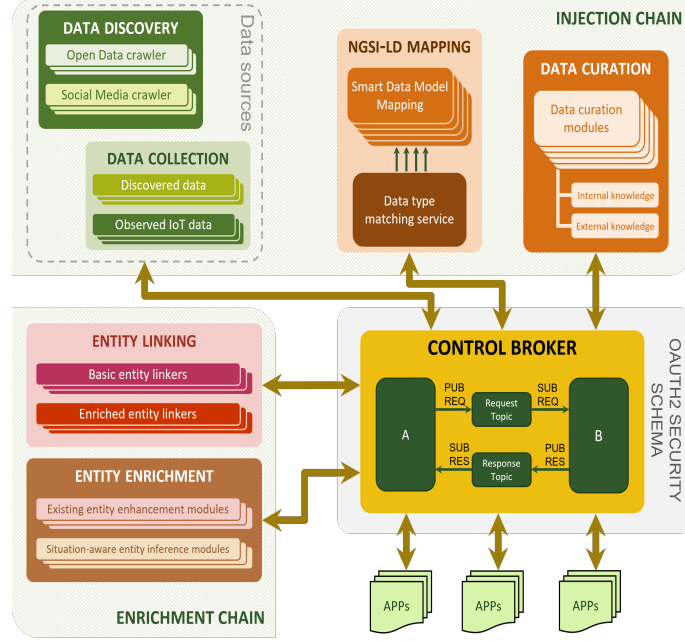 INJECTION CHAIN
Data sources
DATA DISCOVERY
Open Data crawler
Social Media crawler
DATA COLLECTION
Discovered data
Observed IoT data
NGSI-LD MAPPING
Smart Data Model
Mapping
Data type
matching service
DATA CURATION
Data curation
modules
Internal knowledge
External knowledge
ENTITY LINKING
Basic entity linkers
Enriched entity linkers
ENTITY ENRICHMENT
Existing entity enhancement modules
Situation-aware entity inference modules
ENRICHMENT CHAIN
CONTROL BROKER
A
PUB
REQ
Request
Topic
SUB
REQ
B
SUB
RES
Response
Topic
PUB
RES
OAUTH2 SECURITY
SCHEMA
APPs
APPs
APPs